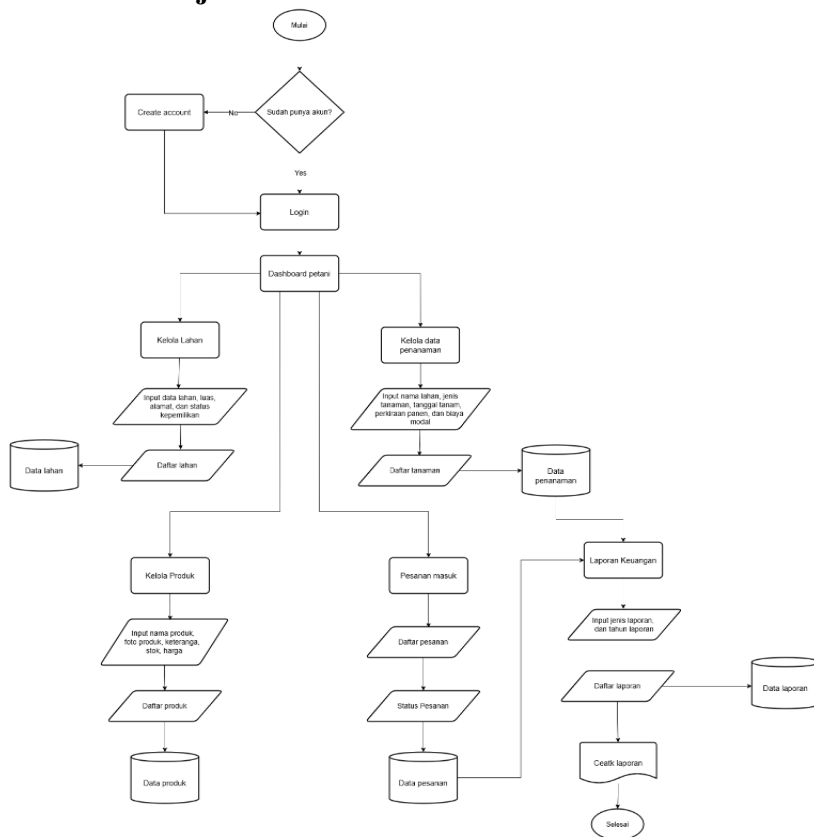 Mulai
Sudah punya akun?
No
Create account
Yes
Login
Dashboard petani
Kelola Lahan
Kelola data
penanaman
Input data lahan, luas,
alamat, dan status
kepemilikan
Input nama lahan, jenis
tanaman, tanggal tanam,
perkiraan panen, dan biaya
modal
Daftar lahan
Data lahan
Daftar tanaman
Data
penanaman
Kelola Produk
Pesanan masuk
Laporan Keuangan
Input nama produk,
foto produk, keteranga,
stok, harga
Daftar pesanan
Input jenis laporan,
dan tahun laporan
Daftar produk
Status Pesanan
Daftar laporan
Data laporan
Data produk
Data pesanan
Ceatk laporan
Selesai